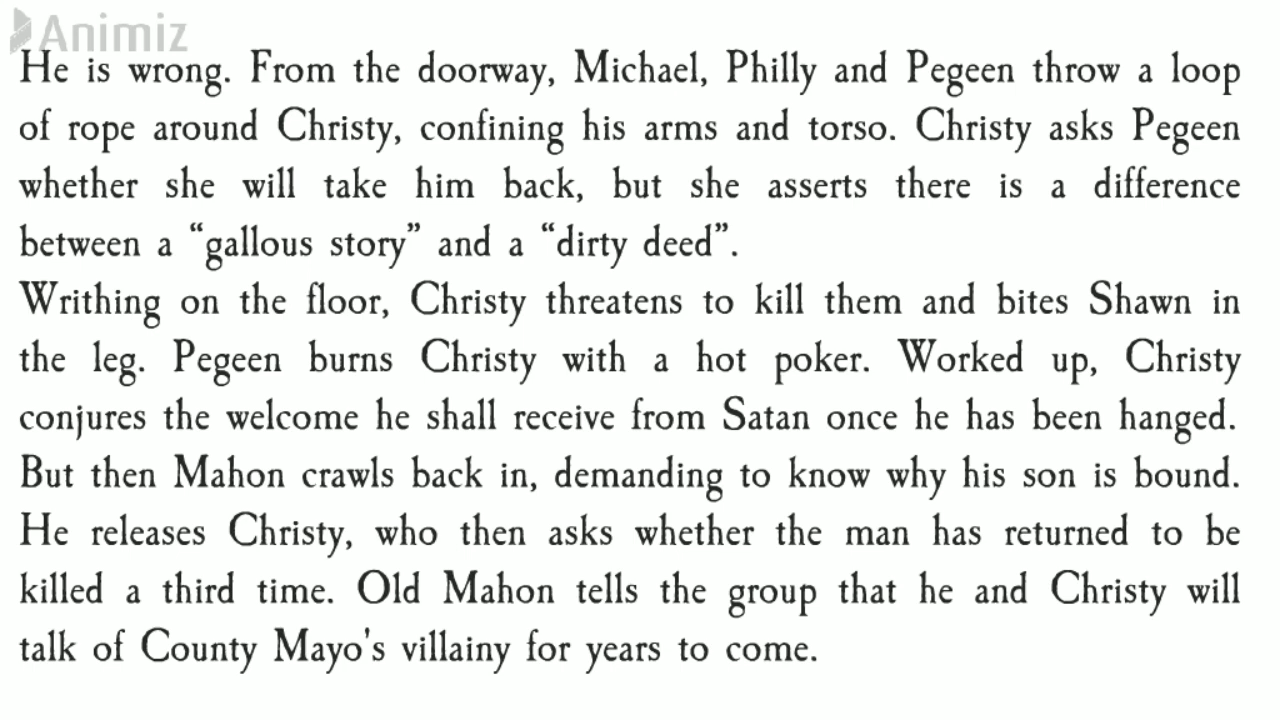 Animiz
He is wrong. From the doorway, Michael, Philly and Pegeen throw a loop
of rope around Christy, confining his arms and torso. Christy asks Pegeen
whether she will take him back, but she asserts there is a difference
between a “gallous story” and a “dirty deed”.
Writhing on the floor, Christy threatens to kill them and bites Shawn in
the leg. Pegeen burns Christy with a hot poker. Worked up, Christy
conjures the welcome he shall receive from Satan once he has been hanged.
But then Mahon crawls back in, demanding to know why his son is bound.
He releases Christy, who then asks whether the man has returned to be
killed a third time. Old Mahon tells the group that he and Christy will
talk of County Mayo's villainy for years to come.